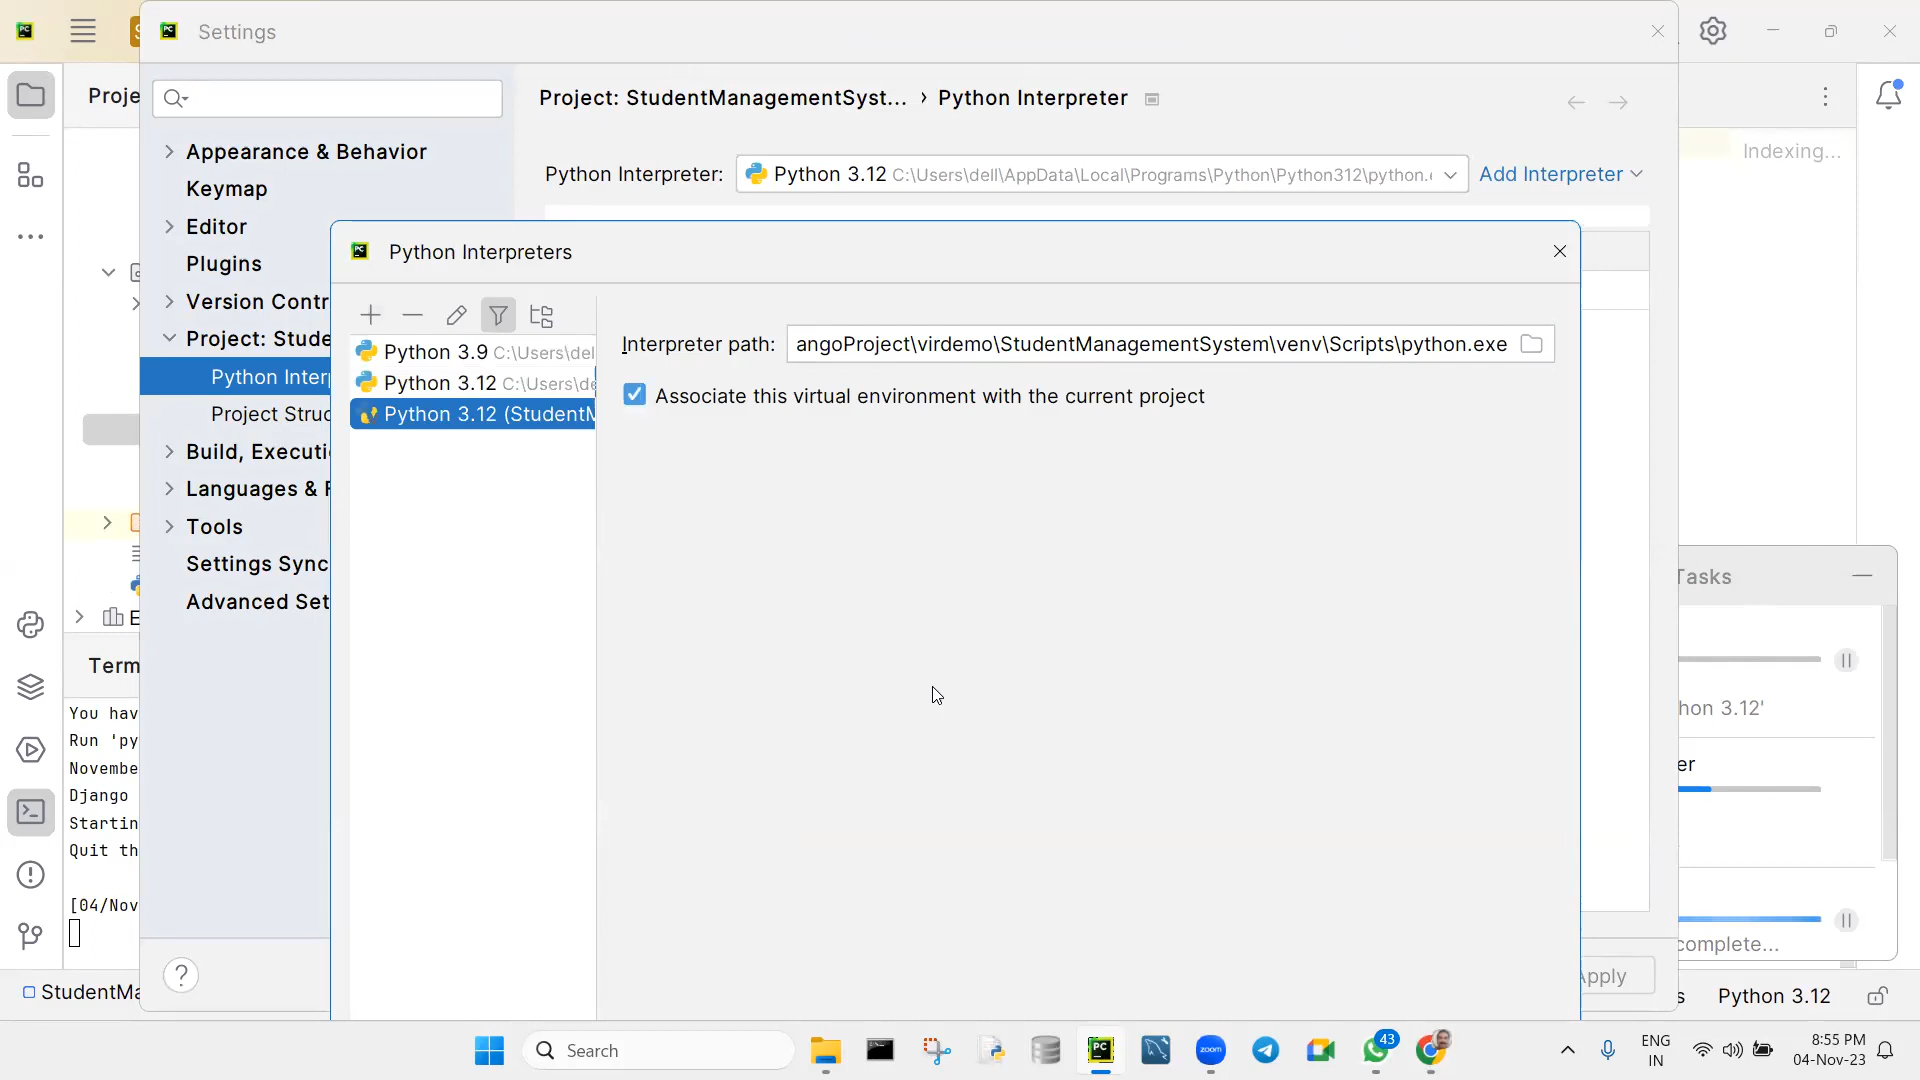 Settings
Proje
Project: StudentManagementSyst... › Python Interpreter
Indexing...
Appearance & Behavior
Keymap
Editor
Plugins
Version Contr
Project: Stude
Python Inter
Project Struc
Build, Executi
Languages & F
Tools
Settings Sync
Advanced Set
Python Interpreter:
Python 3.12 C:\Users\dell\AppData\Local\Programs\Python\Python312\python.
Add Interpreter
Python Interpreters
Python 3.9 C:\Users\del
Python 3.12 C:\Users\de
Python 3.12 (StudentM
Interpreter path: angoProject\virdemo\StudentManagementSystem\venv\Scripts\python.exe
Associate this virtual environment with the current project
E
Term
You hav
Run 'py
Novembe
Django
Startin
Quit th
[04/Nov
Tasks
hon 3.12'
er
complete...
?
Apply
StudentMa
s
Python 3.12
Search
zoom
43
ENG
IN
8:55 PM
04-Nov-23